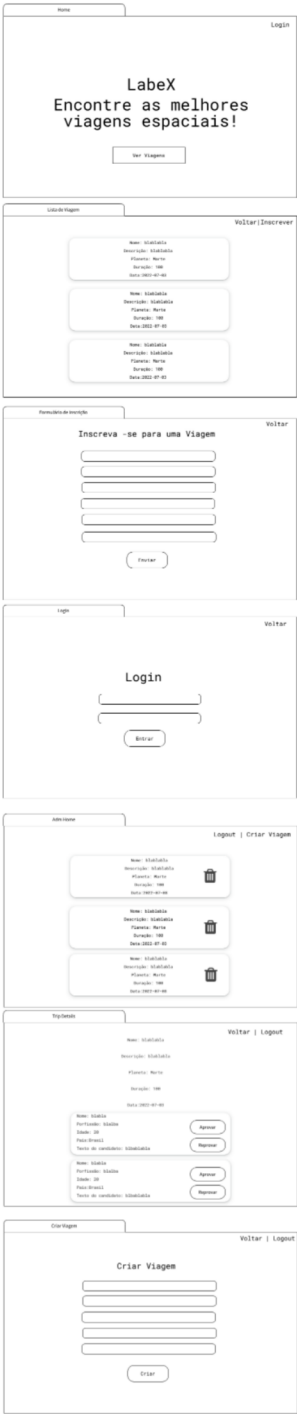 Home
Login
LabeX
Encontre as melhores
viagens espaciais!
Ver Viagens
Lista de Viagem
Voltar|Inscrever
Nome: blablabla
Descrição: blablabla
Planeta: Marte
Duração: 100
Data:2022-07-03
Nome: blablabla
Descrição: blablabla
Planeta: Marte
Duração: 100
Data:2022-07-03
Nome: blablabla
Descrição: blablabla
Planeta: Marte
Duração: 100
Data:2022-07-03
Formulário de inscrição
Voltar
Inscreva -se para uma Viagem
Enviar
Login
Voltar
Login
Entrar
Adm Home
Logout | Criar Viagem
Nome: blablabla
Descrição: blablabla
Planeta: Marte
Duração: 100
Data:2022-07-03
Nome: blablabla
Descrição: blablabla
Planeta: Marte
Duração: 100
Data:2022-07-03
Nome: blablabla
Descrição: blablabla
Planeta: Marte
Duração: 100
Data:2022-07-03
Trip Details
Voltar | Logout
Nome: blablabla
Descrição: blablabla
Planeta: Marte
Duração: 100
Data:2022-07-03
Nome: blabla
blabla
Idade: 20
País:Brasil
Texto do candidato: blablabla
Aprovar
Reprovar
Nome: blabla
blabla
Idade: 20
País:Brasil
Texto do candidato: blablabla
Aprovar
Reprovar
Criar Viagem
Voltar | Logout
Criar Viagem
Criar